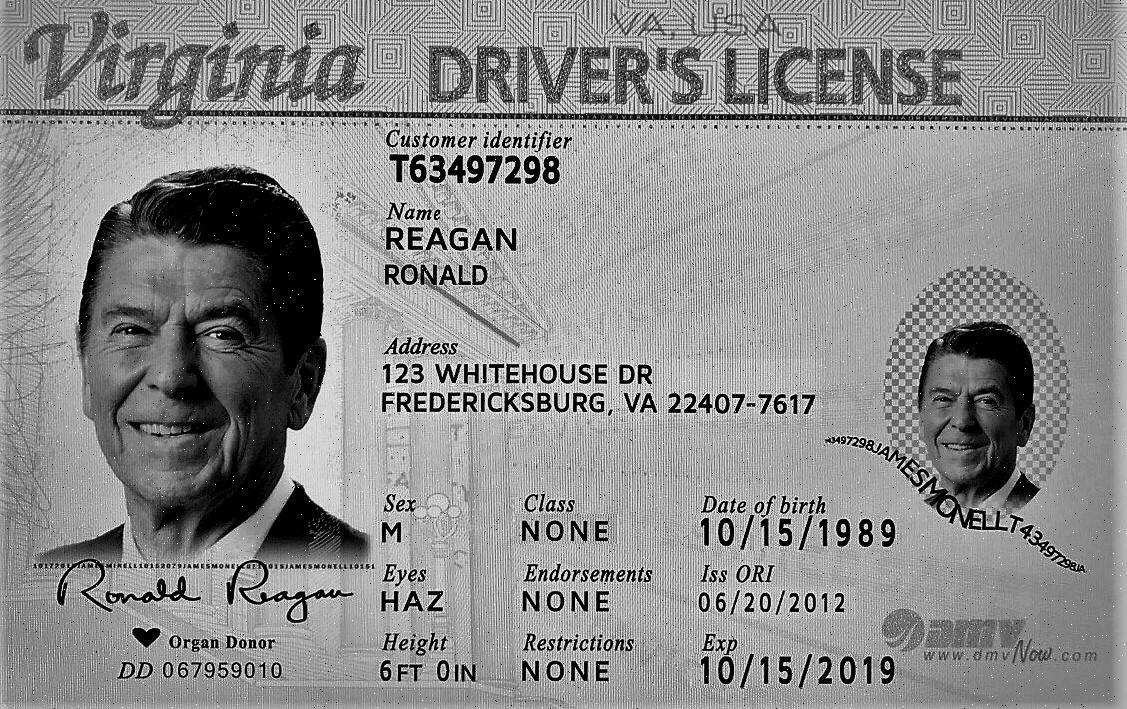 VA, USA
Virginia DRIVER'S LICENSE
Customer identifier
T63497298
Name
REAGAN
RONALD
Address
123 WHITEHOUSE DR
FREDERICKSBURG, VA 22407-7617
43497298JAMESMONELLT43497298JA
Sex
M
Class
NONE
Date of birth
10/15/1989
Eyes
HAZ
Endorsements
NONE
Iss ORI
06/20/2012
Height
6FT 0IN
Restrictions
NONE
Exp
10/15/2019
Ronald Reagan
Organ Donor
DD 067959010
dmv
www.dmvNow.com